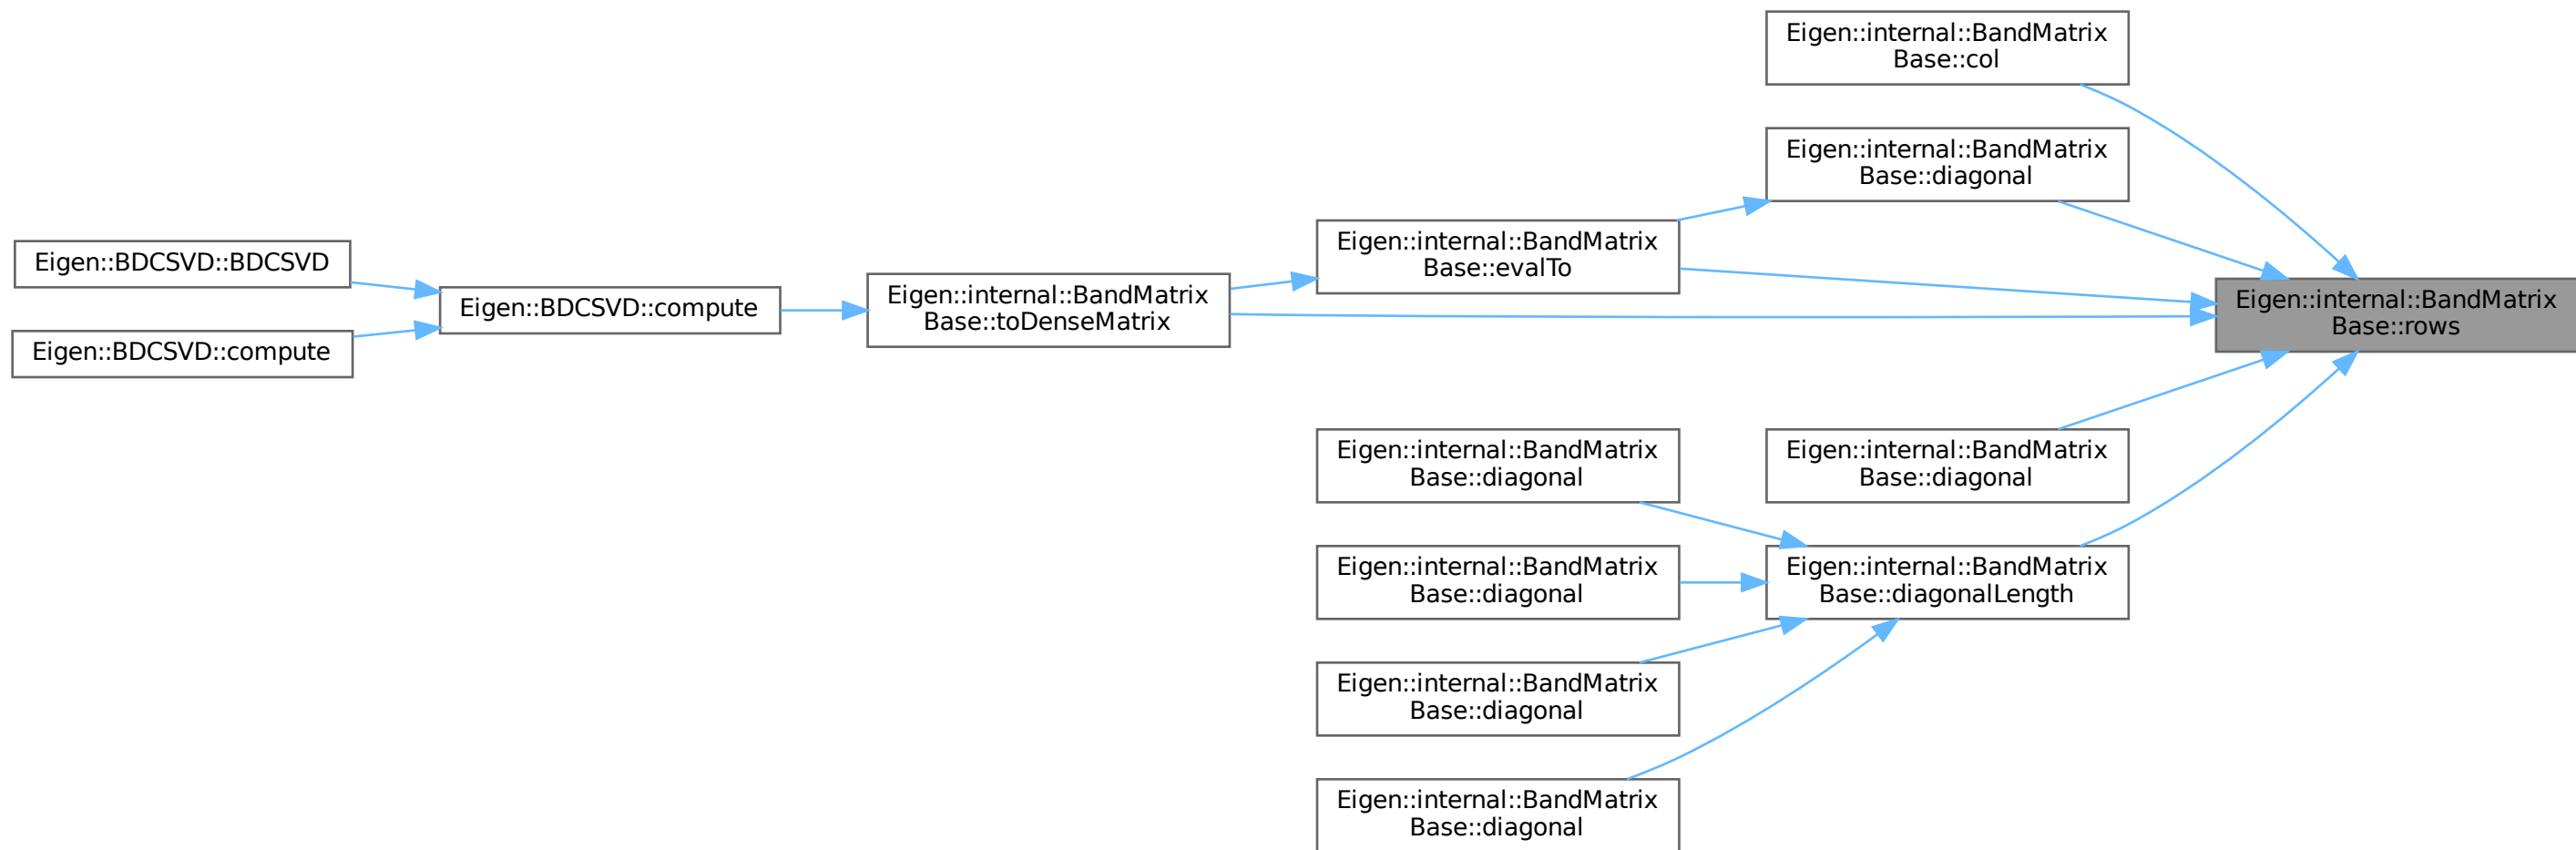 Eigen::internal::BandMatrix
Base::col
Eigen::internal::BandMatrix
Base::diagonal
Eigen::internal::BandMatrix
Base::evalTo
Eigen::BDCSVD::BDCSVD
Eigen::BDCSVD::compute
Eigen::internal::BandMatrix
Base::toDenseMatrix
Eigen::internal::BandMatrix
Base::rows
Eigen::BDCSVD::compute
Eigen::internal::BandMatrix
Base::diagonal
Eigen::internal::BandMatrix
Base::diagonal
Eigen::internal::BandMatrix
Base::diagonal
Eigen::internal::BandMatrix
Base::diagonalLength
Eigen::internal::BandMatrix
Base::diagonal
Eigen::internal::BandMatrix
Base::diagonal